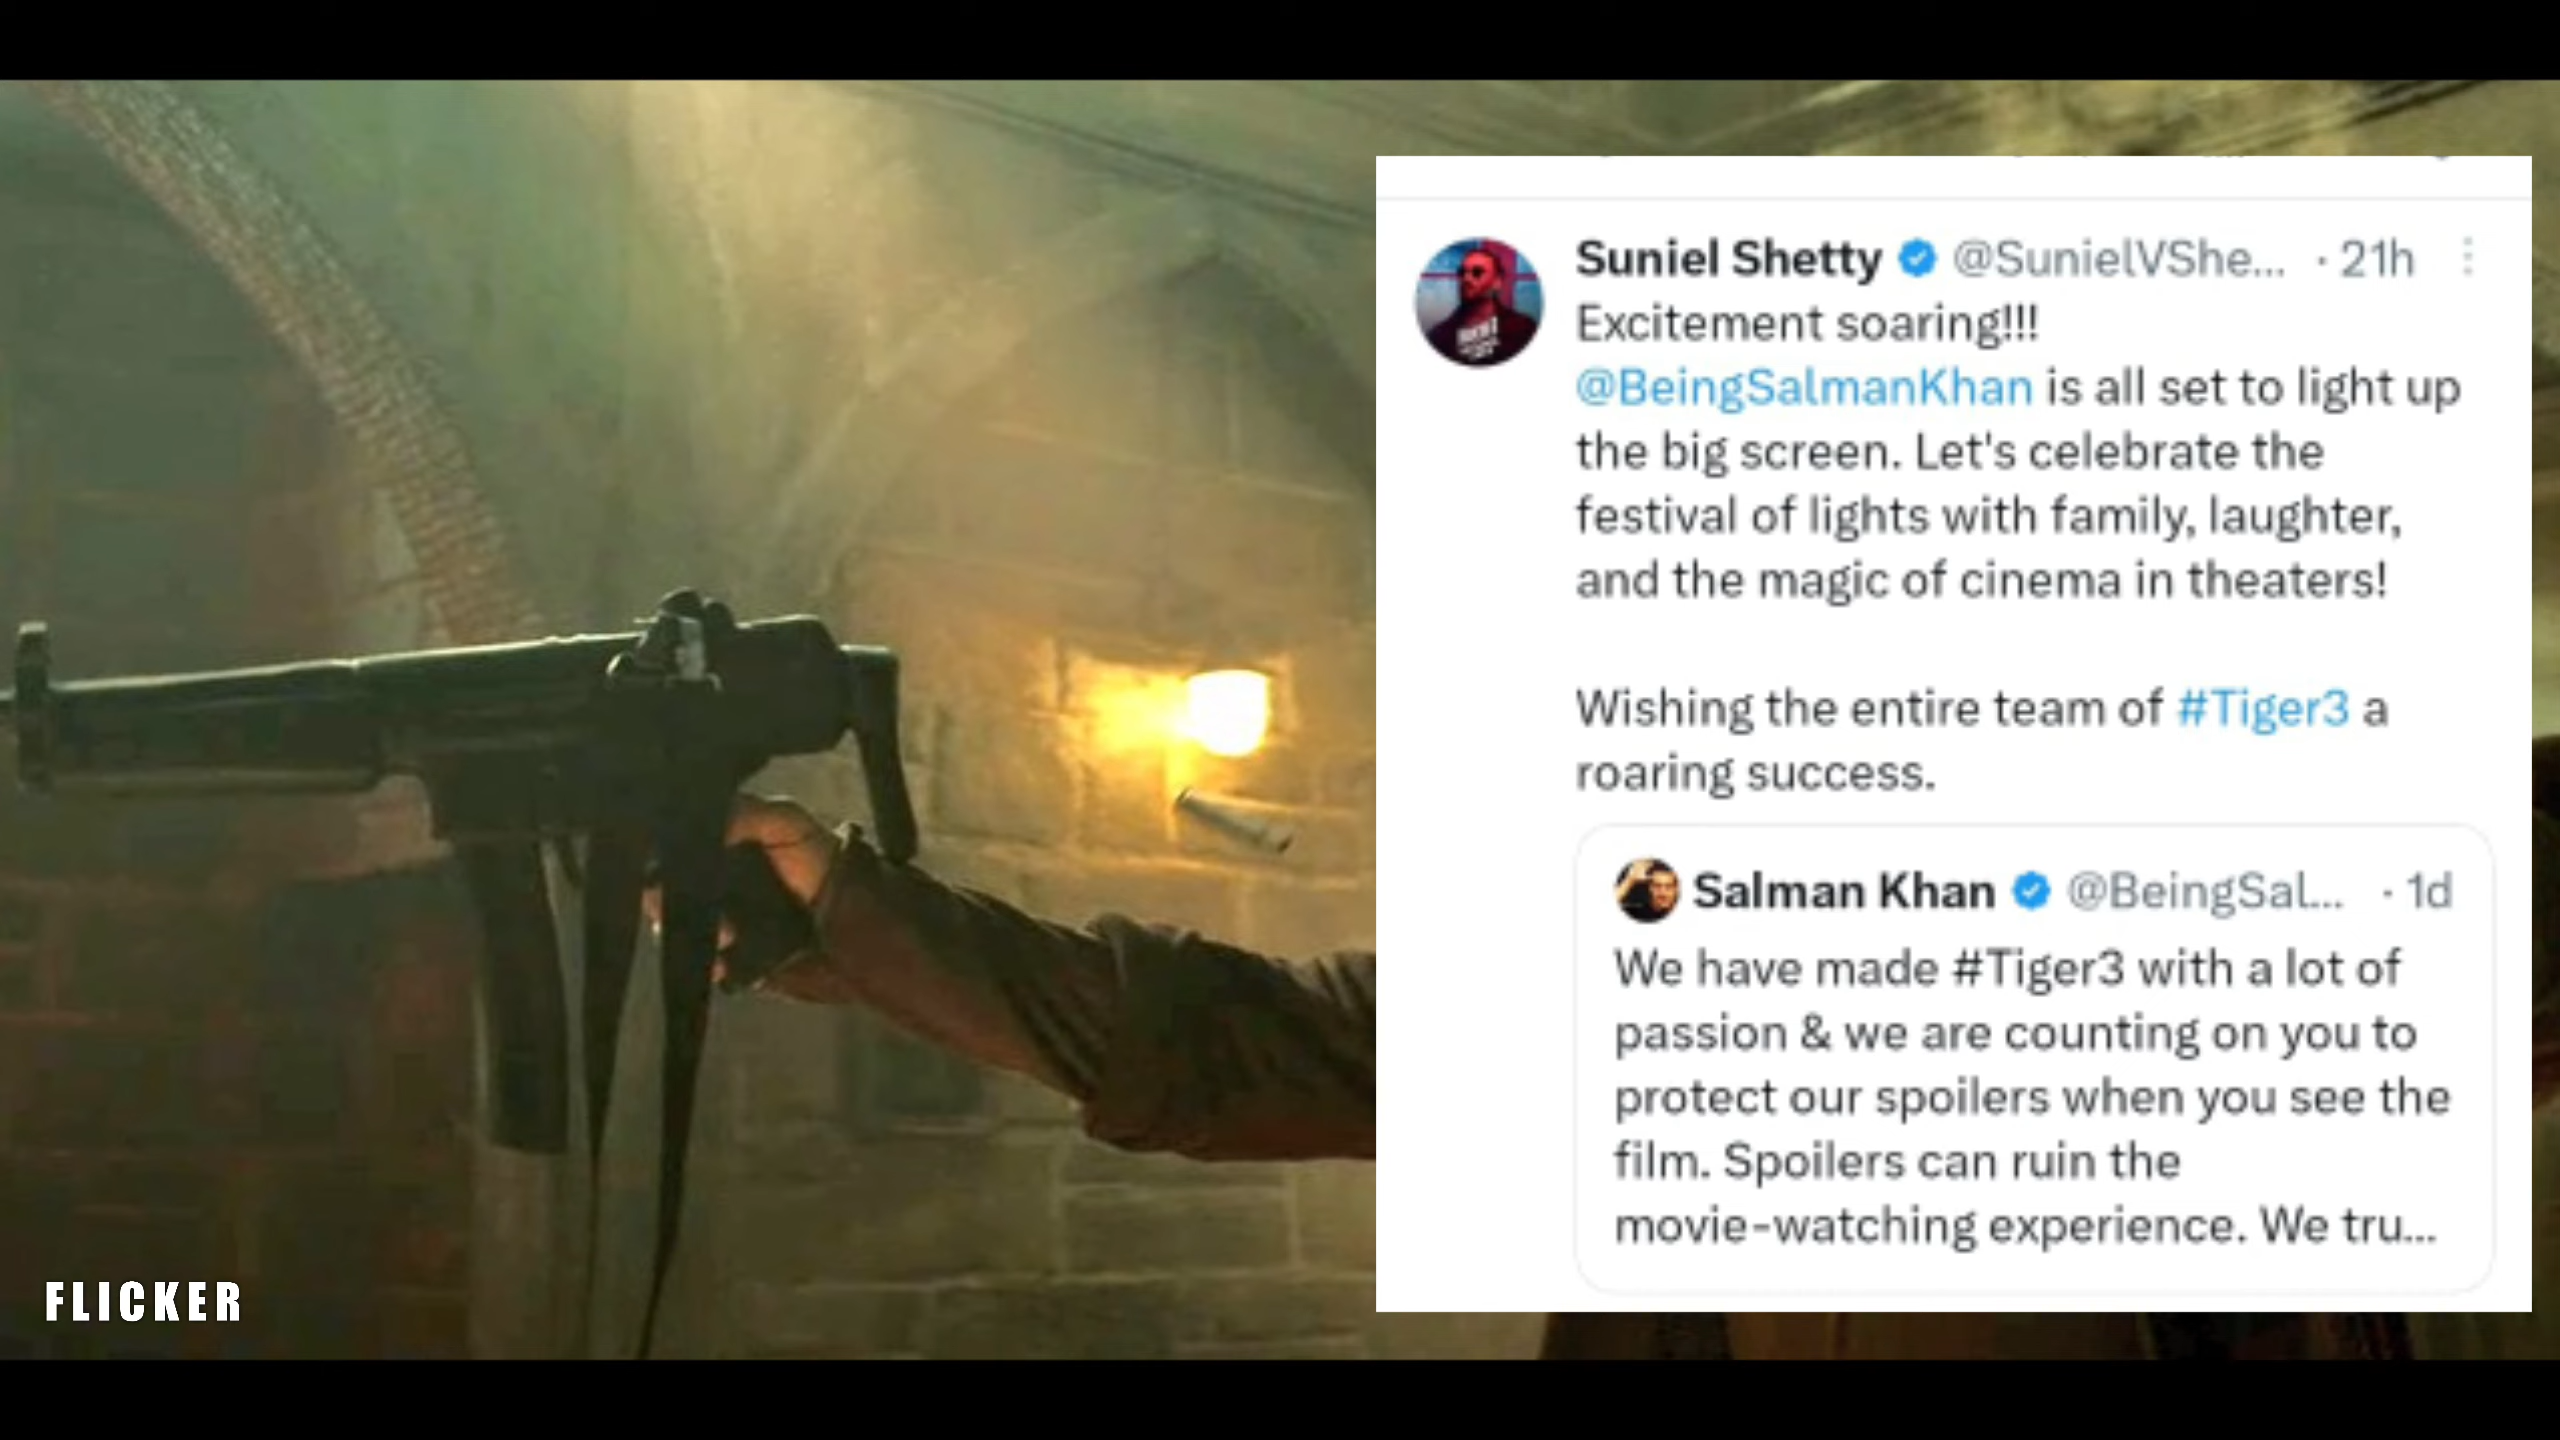 Suniel Shetty @SunielVShe... · 21h
Excitement soaring!!!
@BeingSalmanKhan is all set to light up
the big screen. Let's celebrate the
festival of lights with family, laughter,
and the magic of cinema in theaters!
Wishing the entire team of #Tiger3 a
roaring success.
Salman Khan @BeingSal... · 1d
We have made #Tiger3 with a lot of
passion & we are counting on you to
protect our spoilers when you see the
film. Spoilers can ruin the
movie-watching experience. We tru...
FLICKER